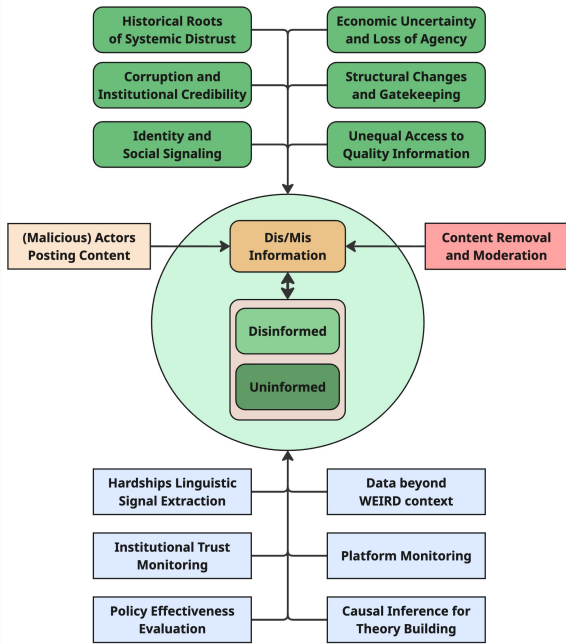 Historical Roots
of Systemic Distrust
Economic Uncertainty
and Loss of Agency
Corruption and
Institutional Credibility
Structural Changes
and Gatekeeping
Identity and
Social Signaling
Unequal Access to
Quality Information
(Malicious) Actors
Posting Content
Dis/Mis
Information
Content Removal
and Moderation
Disinformed
Uninformed
Hardships Linguistic
Signal Extraction
Data beyond
WEIRD context
Institutional Trust
Monitoring
Platform Monitoring
Policy Effectiveness
Evaluation
Causal Inference for
Theory Building